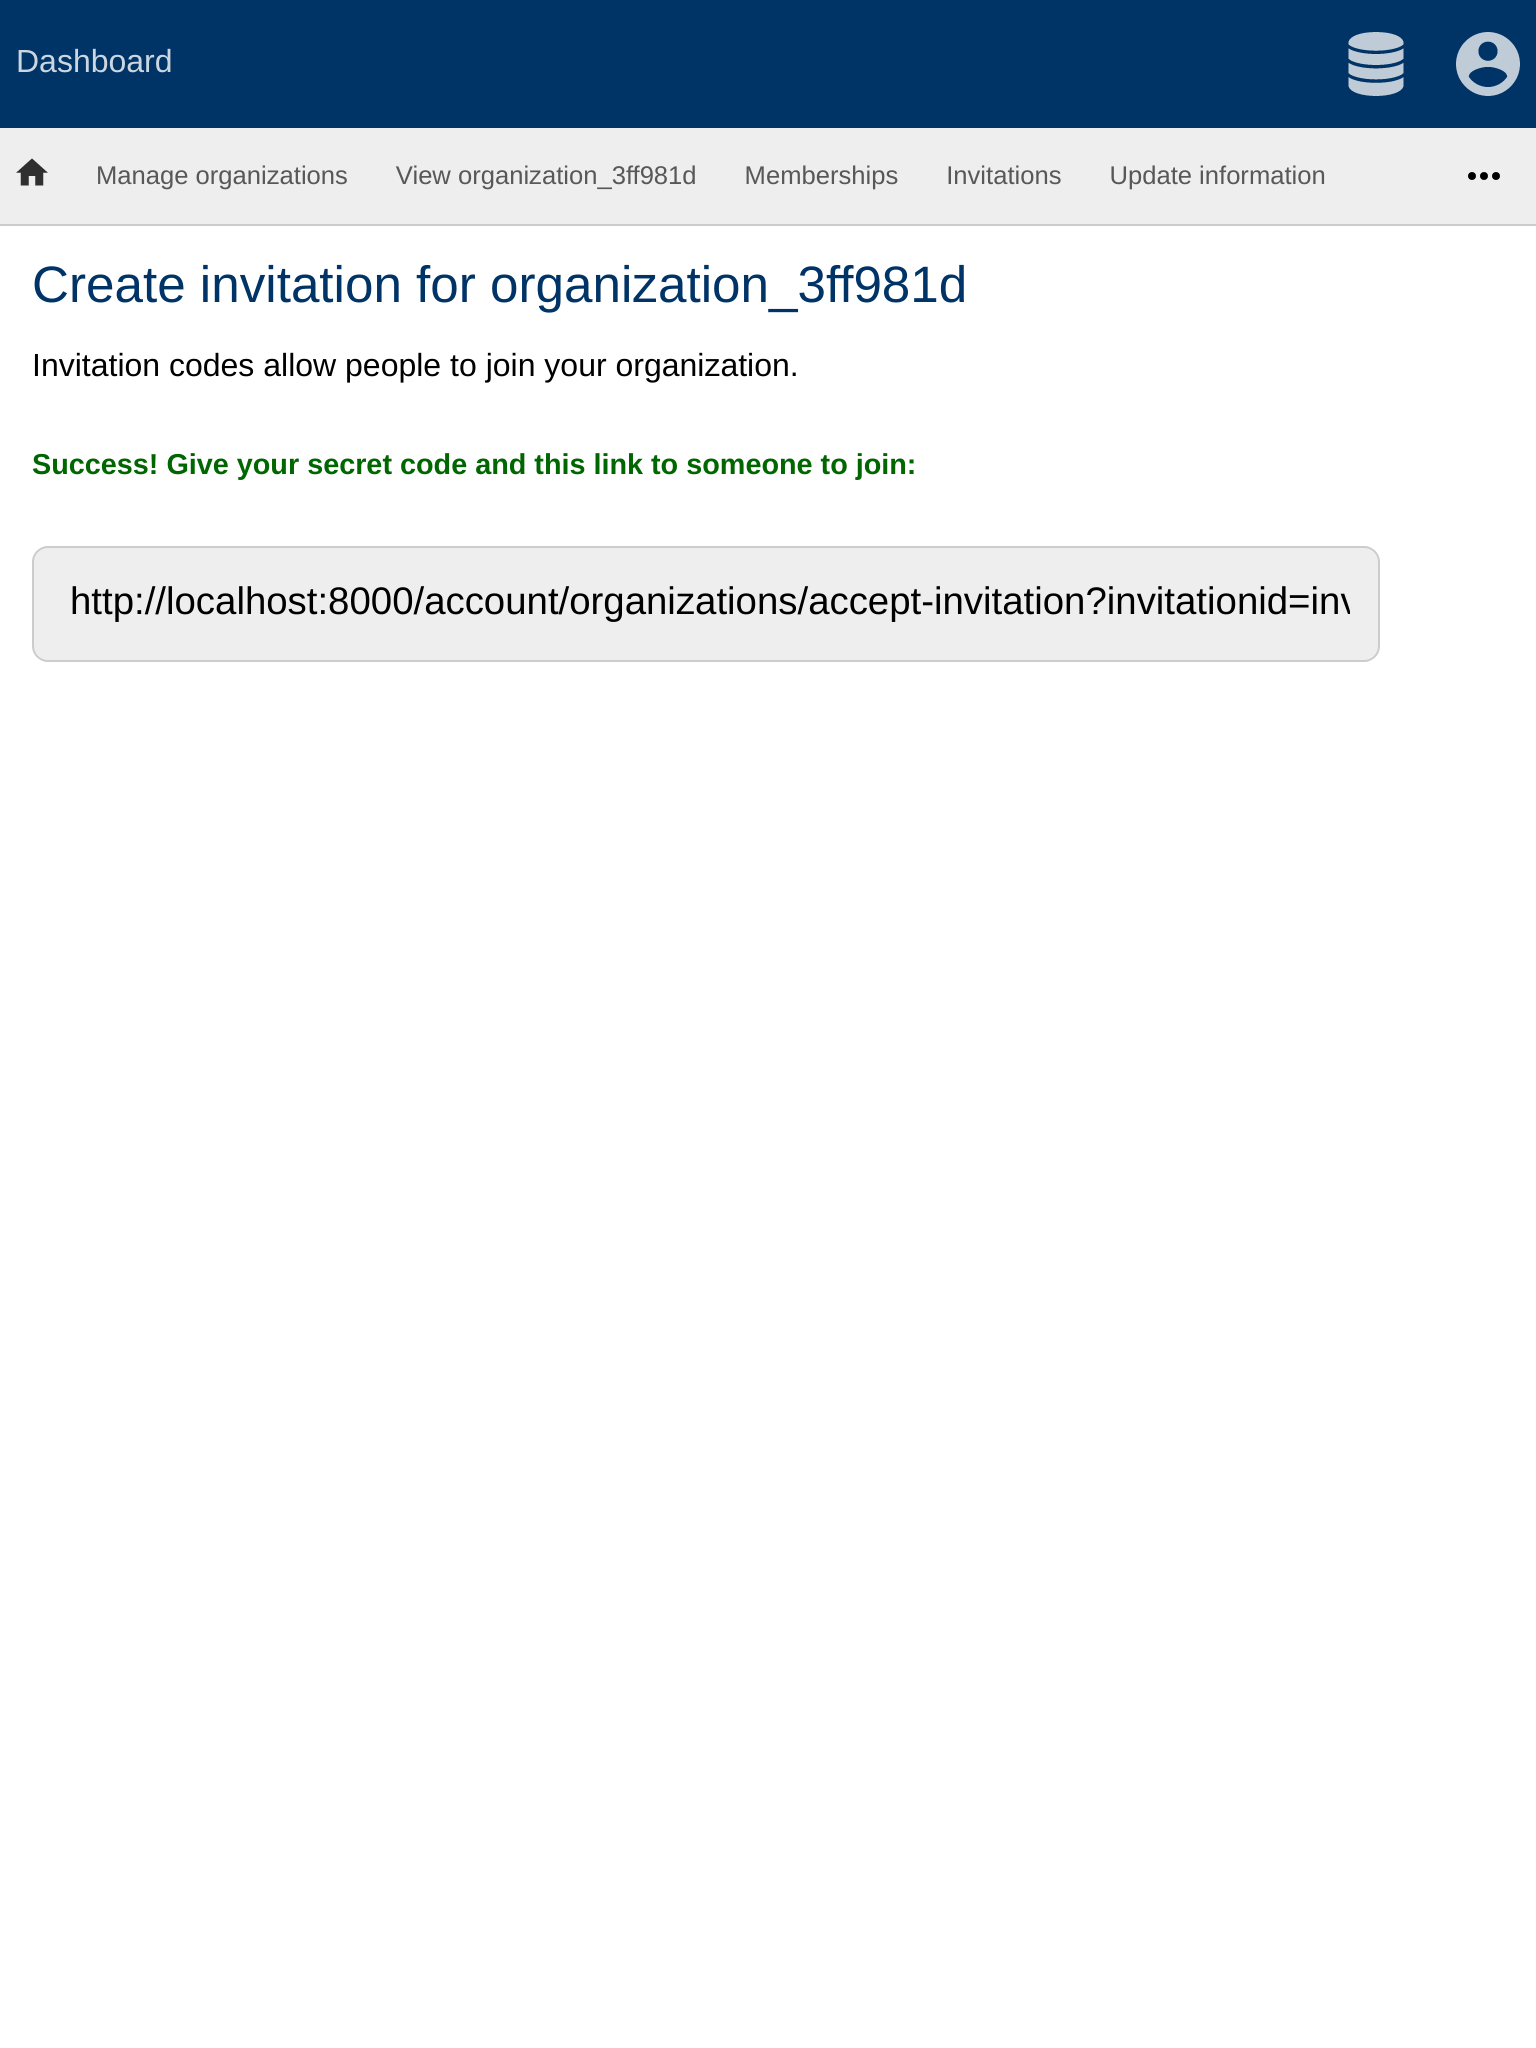 Dashboard
Manage organizations View organization_3ff981d Memberships Invitations Update information
Create invitation for organization_3ff981d
Invitation codes allow people to join your organization.
Success! Give your secret code and this link to someone to join:
http://localhost:8000/account/organizations/accept-invitation?invitationid=inv